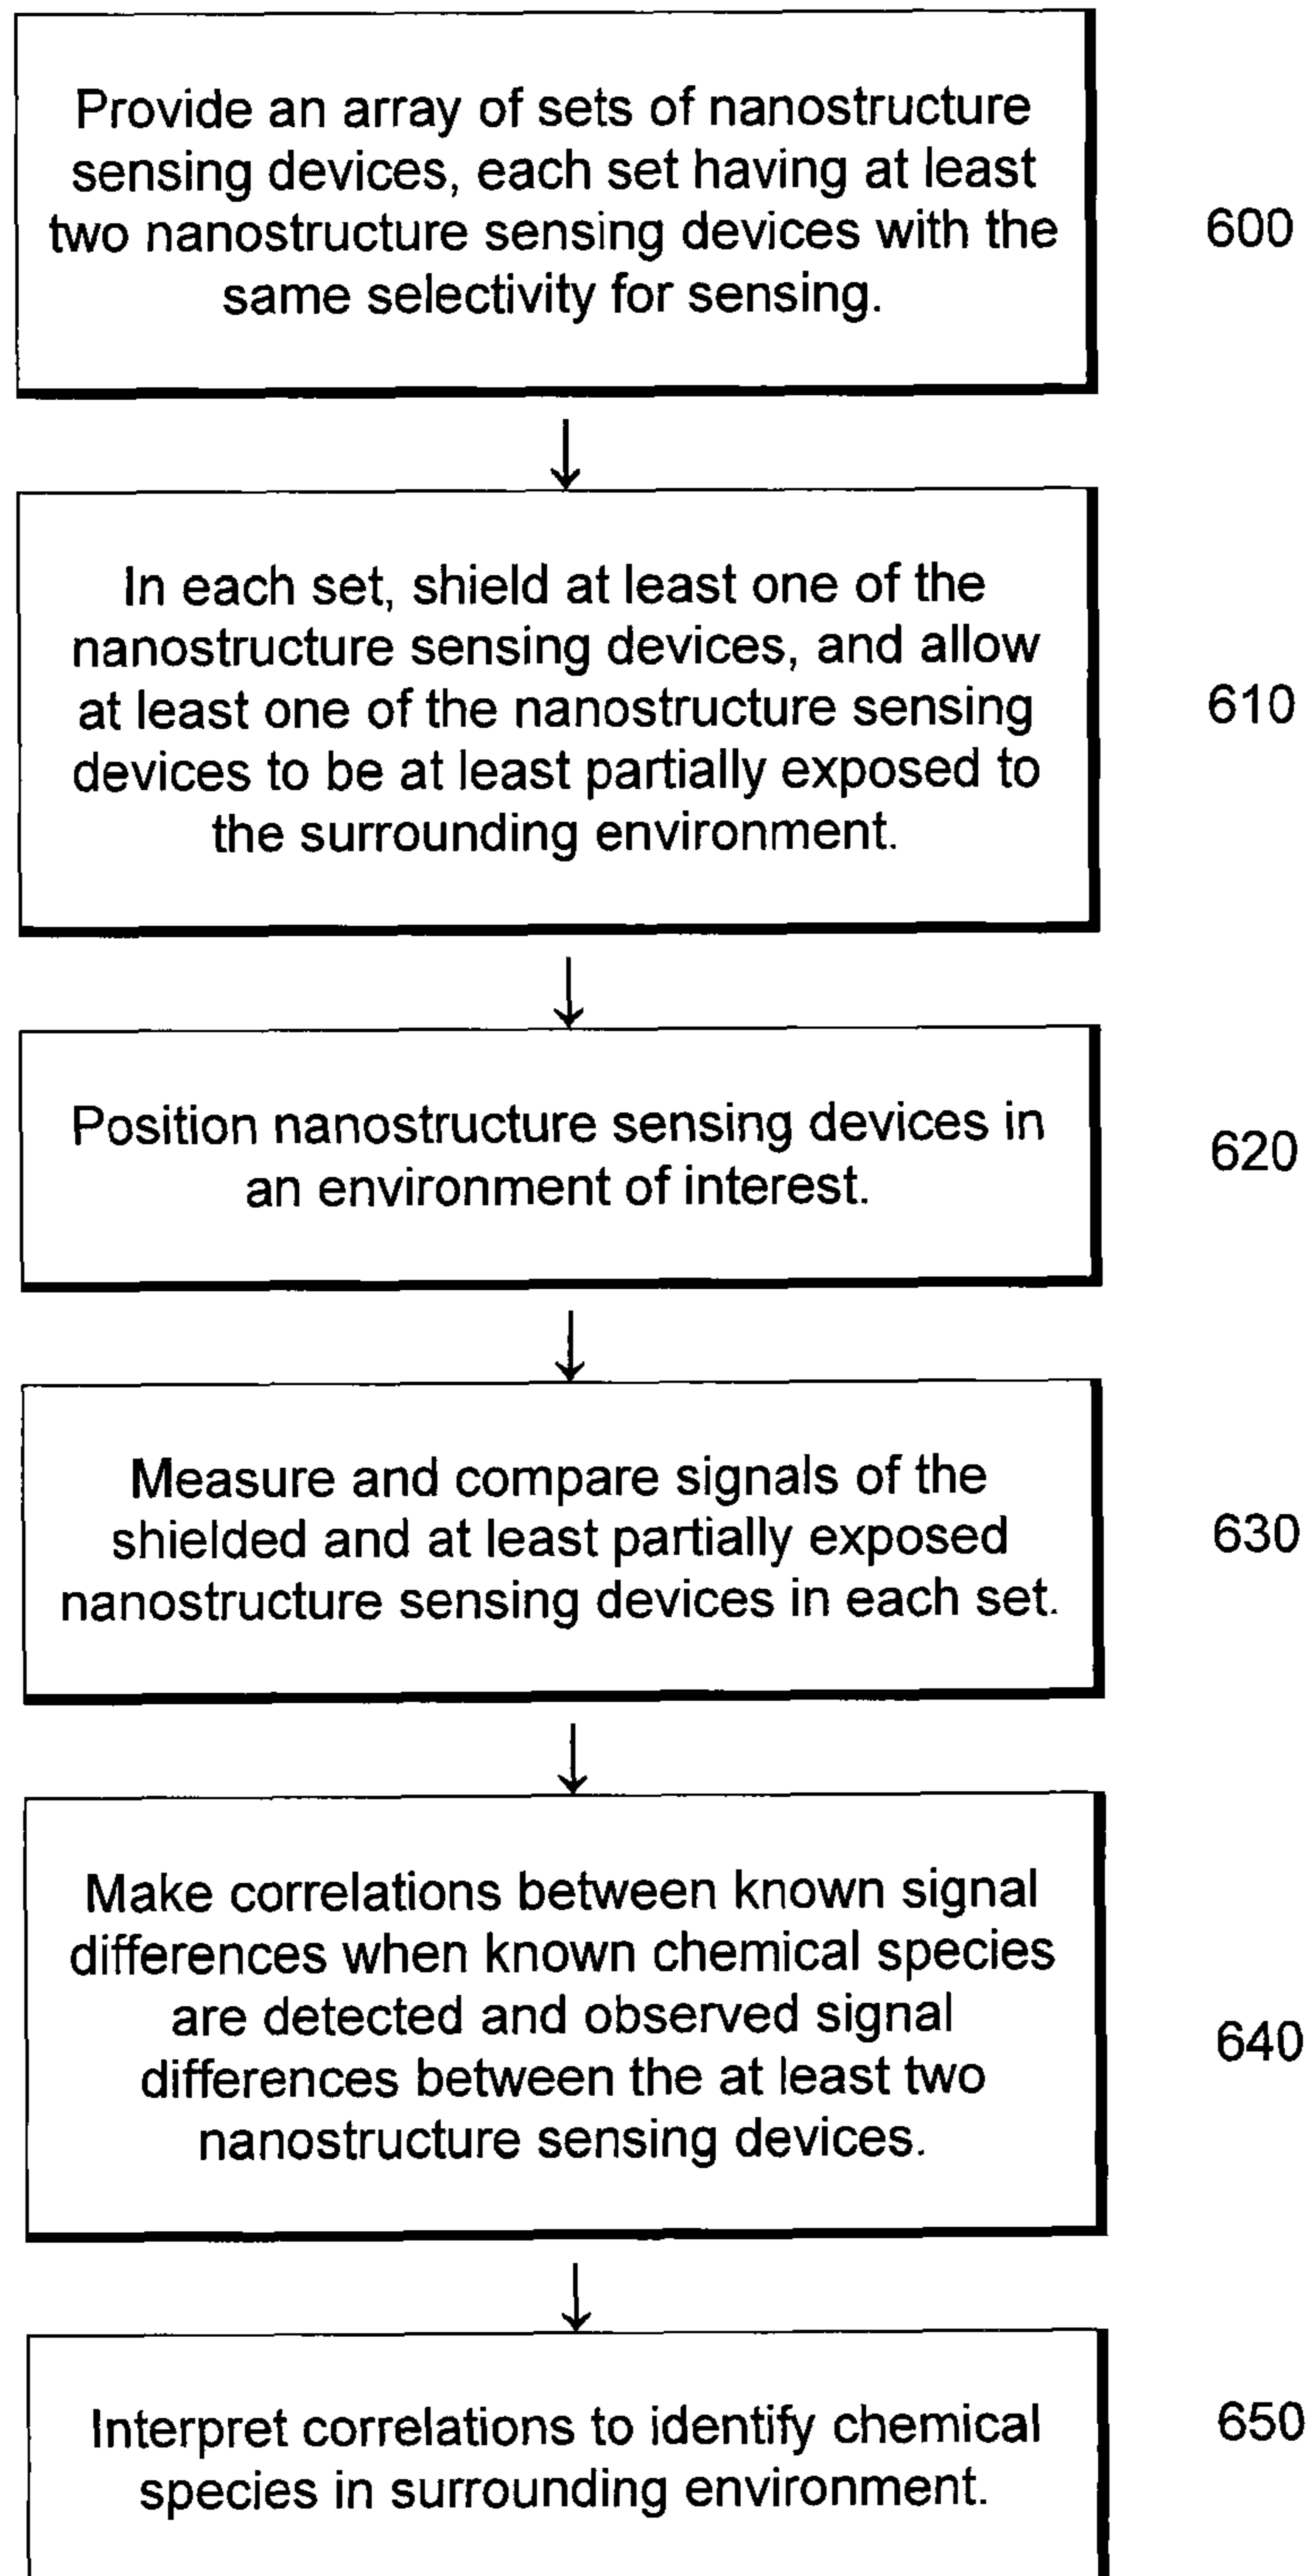 Provide an array of sets of nanostructure
sensing devices, each set having at least
two nanostructure sensing devices with the
same selectivity for sensing.
600
In each set, shield at least one of the
nanostructure sensing devices, and allow
at least one of the nanostructure sensing
devices to be at least partially exposed to
the surrounding environment.
610
Position nanostructure sensing devices in
an environment of interest.
620
Measure and compare signals of the
shielded and at least partially exposed
nanostructure sensing devices in each set.
630
Make correlations between known signal
differences when known chemical species
are detected and observed signal
differences between the at least two
nanostructure sensing devices.
640
Interpret correlations to identify chemical
species in surrounding environment.
650